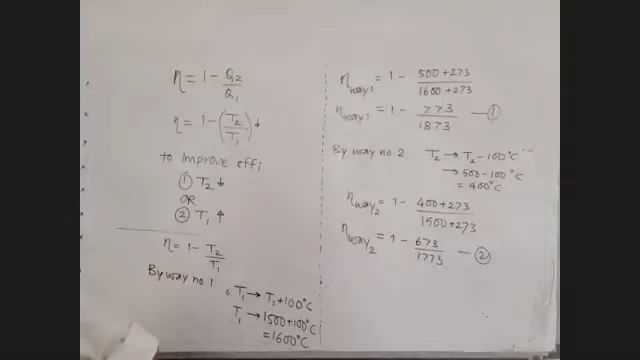 η = 1 - Q2/Q1
η = 1 - (T2/T1)↓
to improve effi
① T2 ↓
OR
② T1 ↑
η = 1 - T2/T1
By way no.1
T1 → T1 + 100°C
T1 → 1500 + 100°C
= 1600°C
ηway1 = 1 - 500+273/1600+273
ηway1 = 1 - 773/1873 — ①
By way no.2 T2 → T2 - 100°C
→ 500 - 100°C
= 400°C
ηway2 = 1 - 400+273/1500+273
ηway2 = 1 - 673/1773 — ②